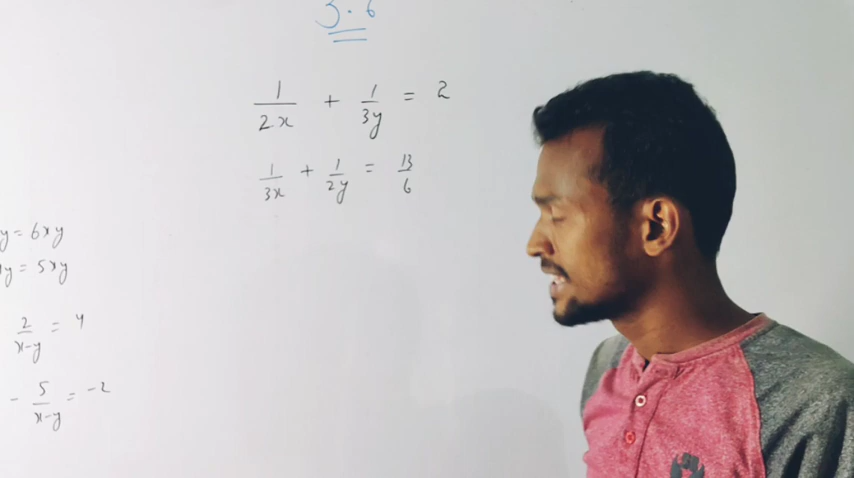 3.6
1/2x + 1/3y = 2
1/3x + 1/2y = 13/6
y = 6xy
y = 5xy
2/x-y = 4
- 5/x-y = -2